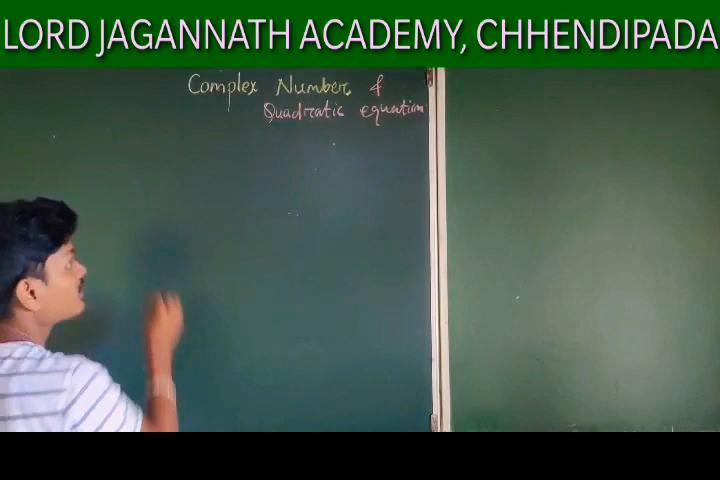 LORD JAGANNATH ACADEMY, CHHENDIPADA
Complex Number &
Quadratic equation